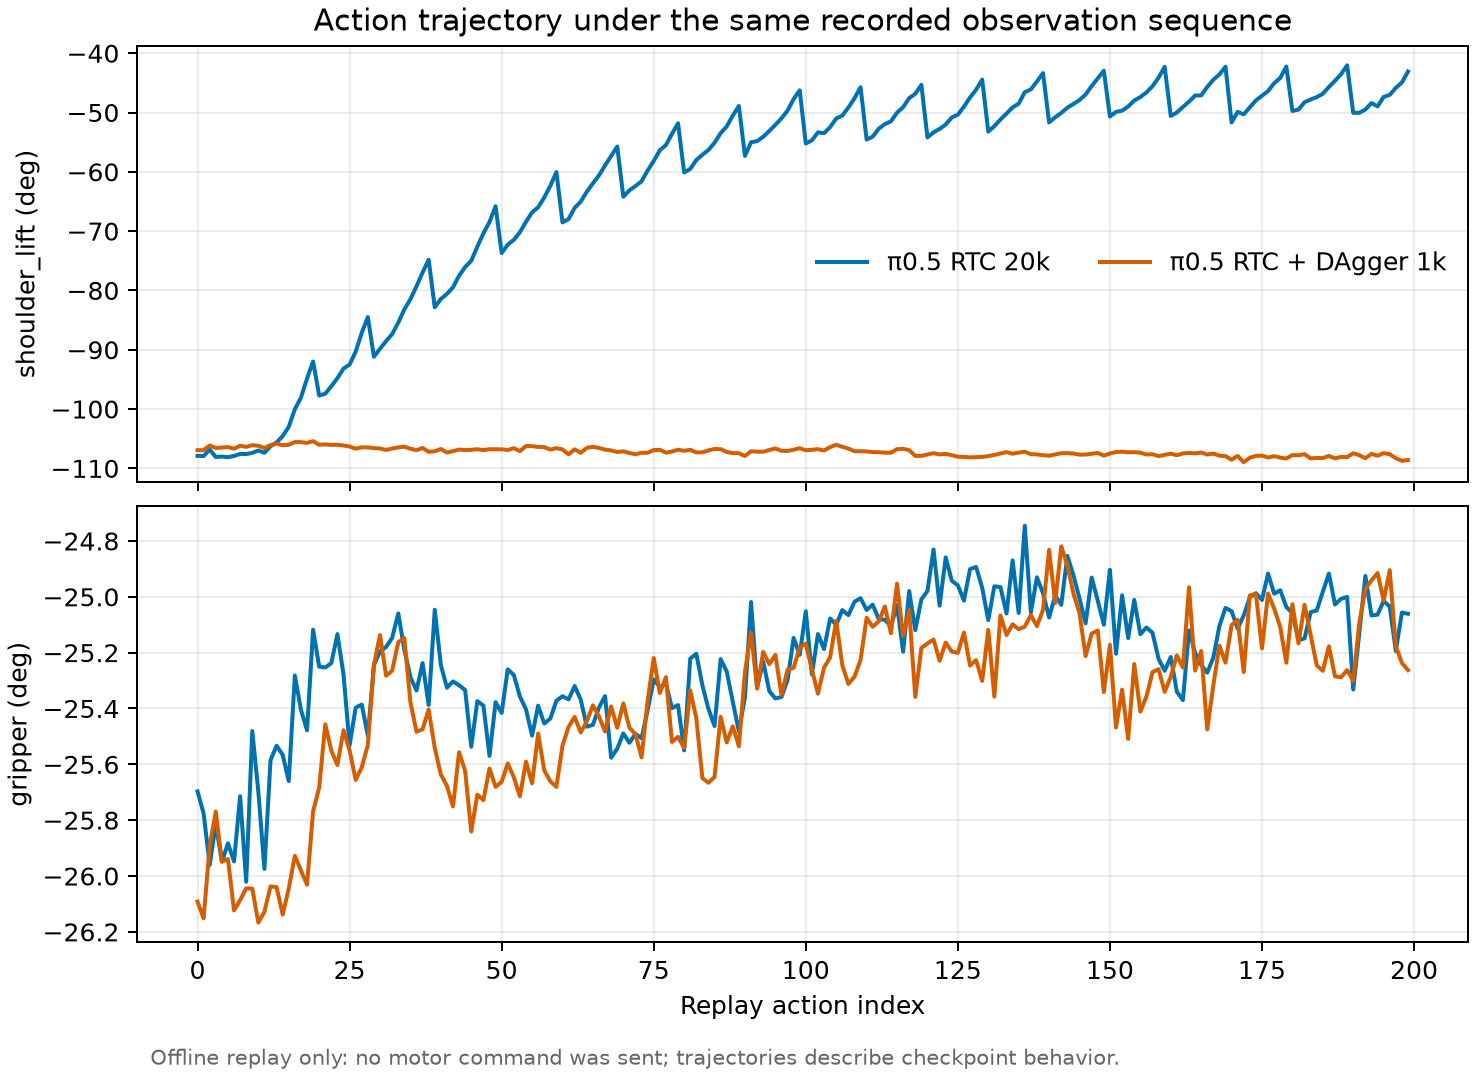 Action trajectory under the same recorded observation sequence
−40
−50
−60
−70
−80
−90
−100
−110
shoulder_lift (deg)
π0.5 RTC 20k
π0.5 RTC + DAgger 1k
−24.8
−25.0
−25.2
−25.4
−25.6
−25.8
−26.0
−26.2
gripper (deg)
0 25 50 75 100 125 150 175 200
Replay action index
Offline replay only: no motor command was sent; trajectories describe checkpoint behavior.